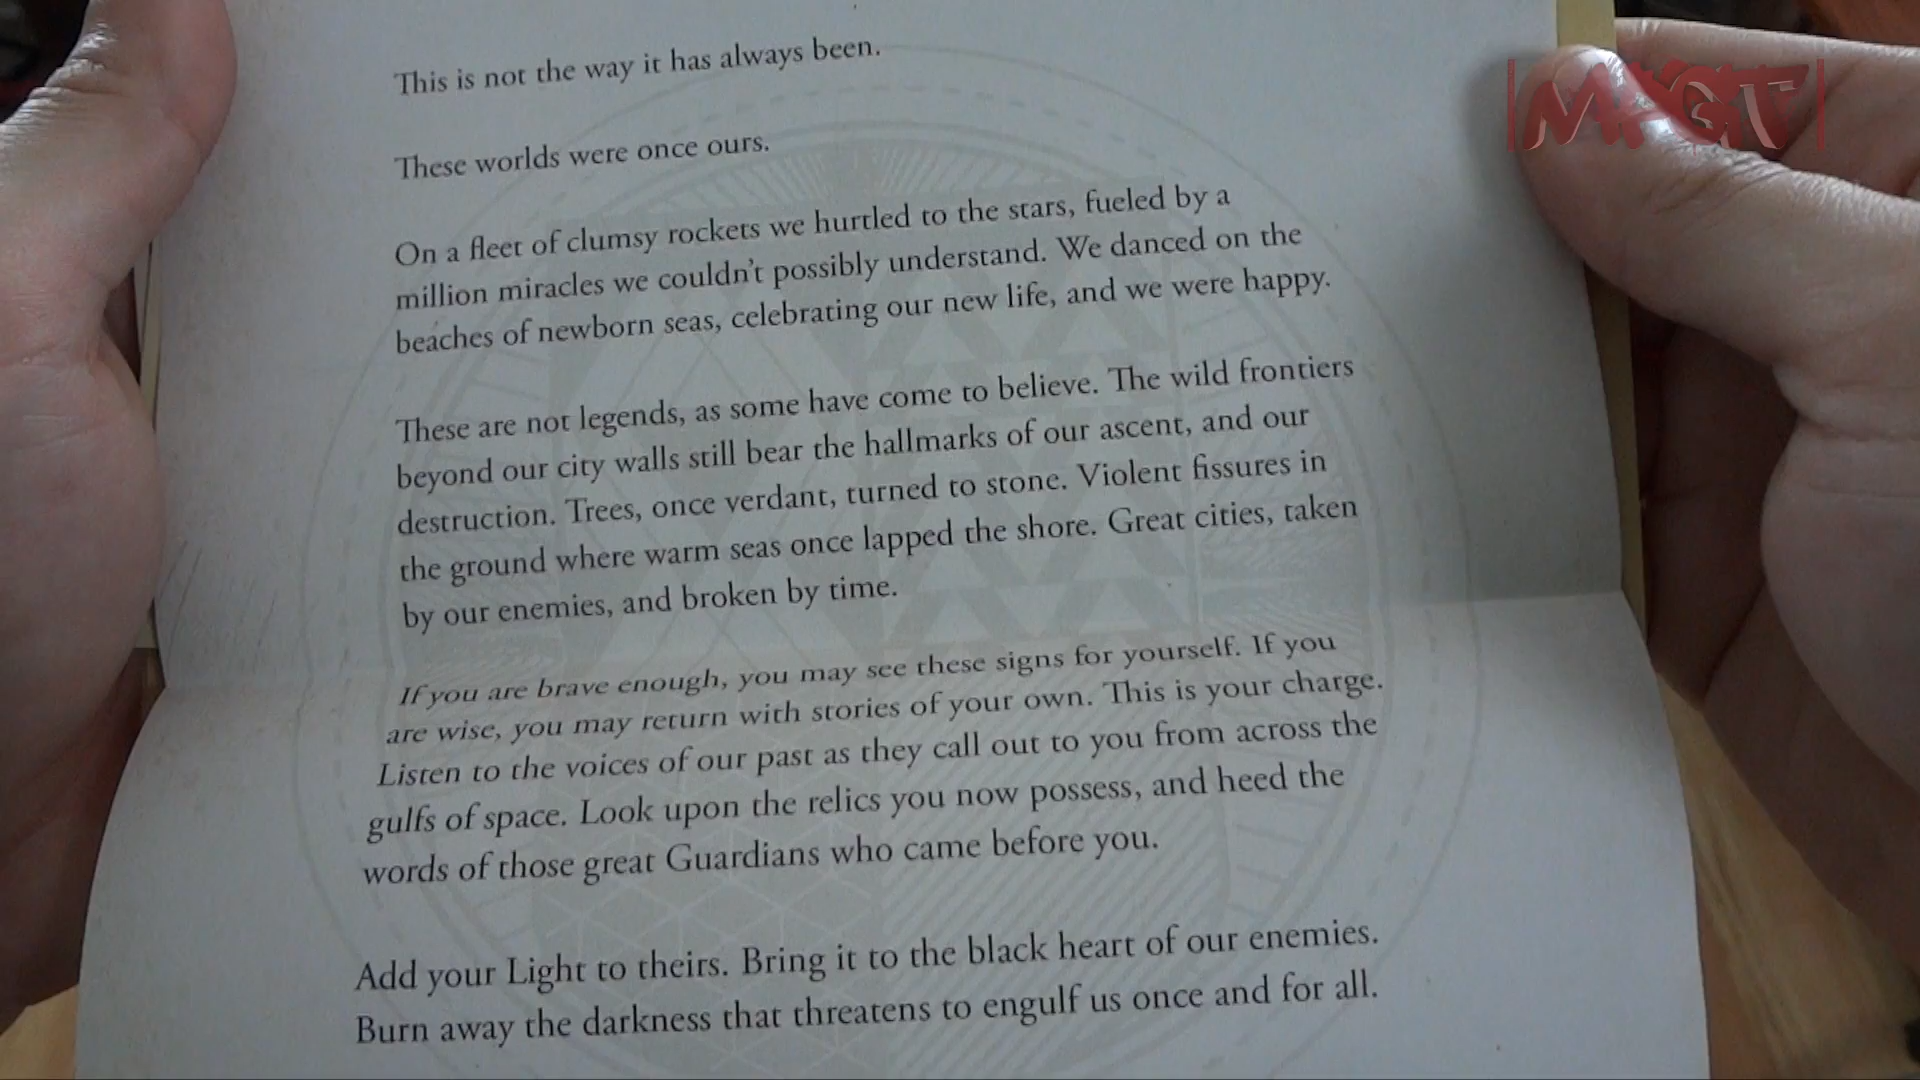 This is not the way it has always been.
These worlds were once ours.
On a fleet of clumsy rockets we hurtled to the stars, fueled by a
million miracles we couldn't possibly understand. We danced on the
beaches of newborn seas, celebrating our new life, and we were happy.
These are not legends, as some have come to believe. The wild frontiers
beyond our city walls still bear the hallmarks of our ascent, and our
destruction. Trees, once verdant, turned to stone. Violent fissures in
the ground where warm seas once lapped the shore. Great cities, taken
by our enemies, and broken by time.
If you are brave enough, you may see these signs for yourself. If you
are wise, you may return with stories of your own. This is your charge.
Listen to the voices of our past as they call out to you from across the
gulfs of space. Look upon the relics you now possess, and heed the
words of those great Guardians who came before you.
Add your Light to theirs. Bring it to the black heart of our enemies.
Burn away the darkness that threatens to engulf us once and for all.